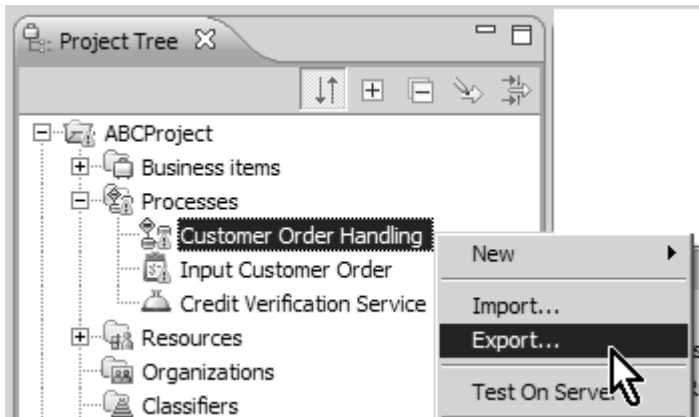 Project Tree
ABCProject
Business items
Processes
Customer Order Handling
Input Customer Order
Credit Verification Service
Resources
Organizations
Classifiers
New
Import...
Export...
Test On Server